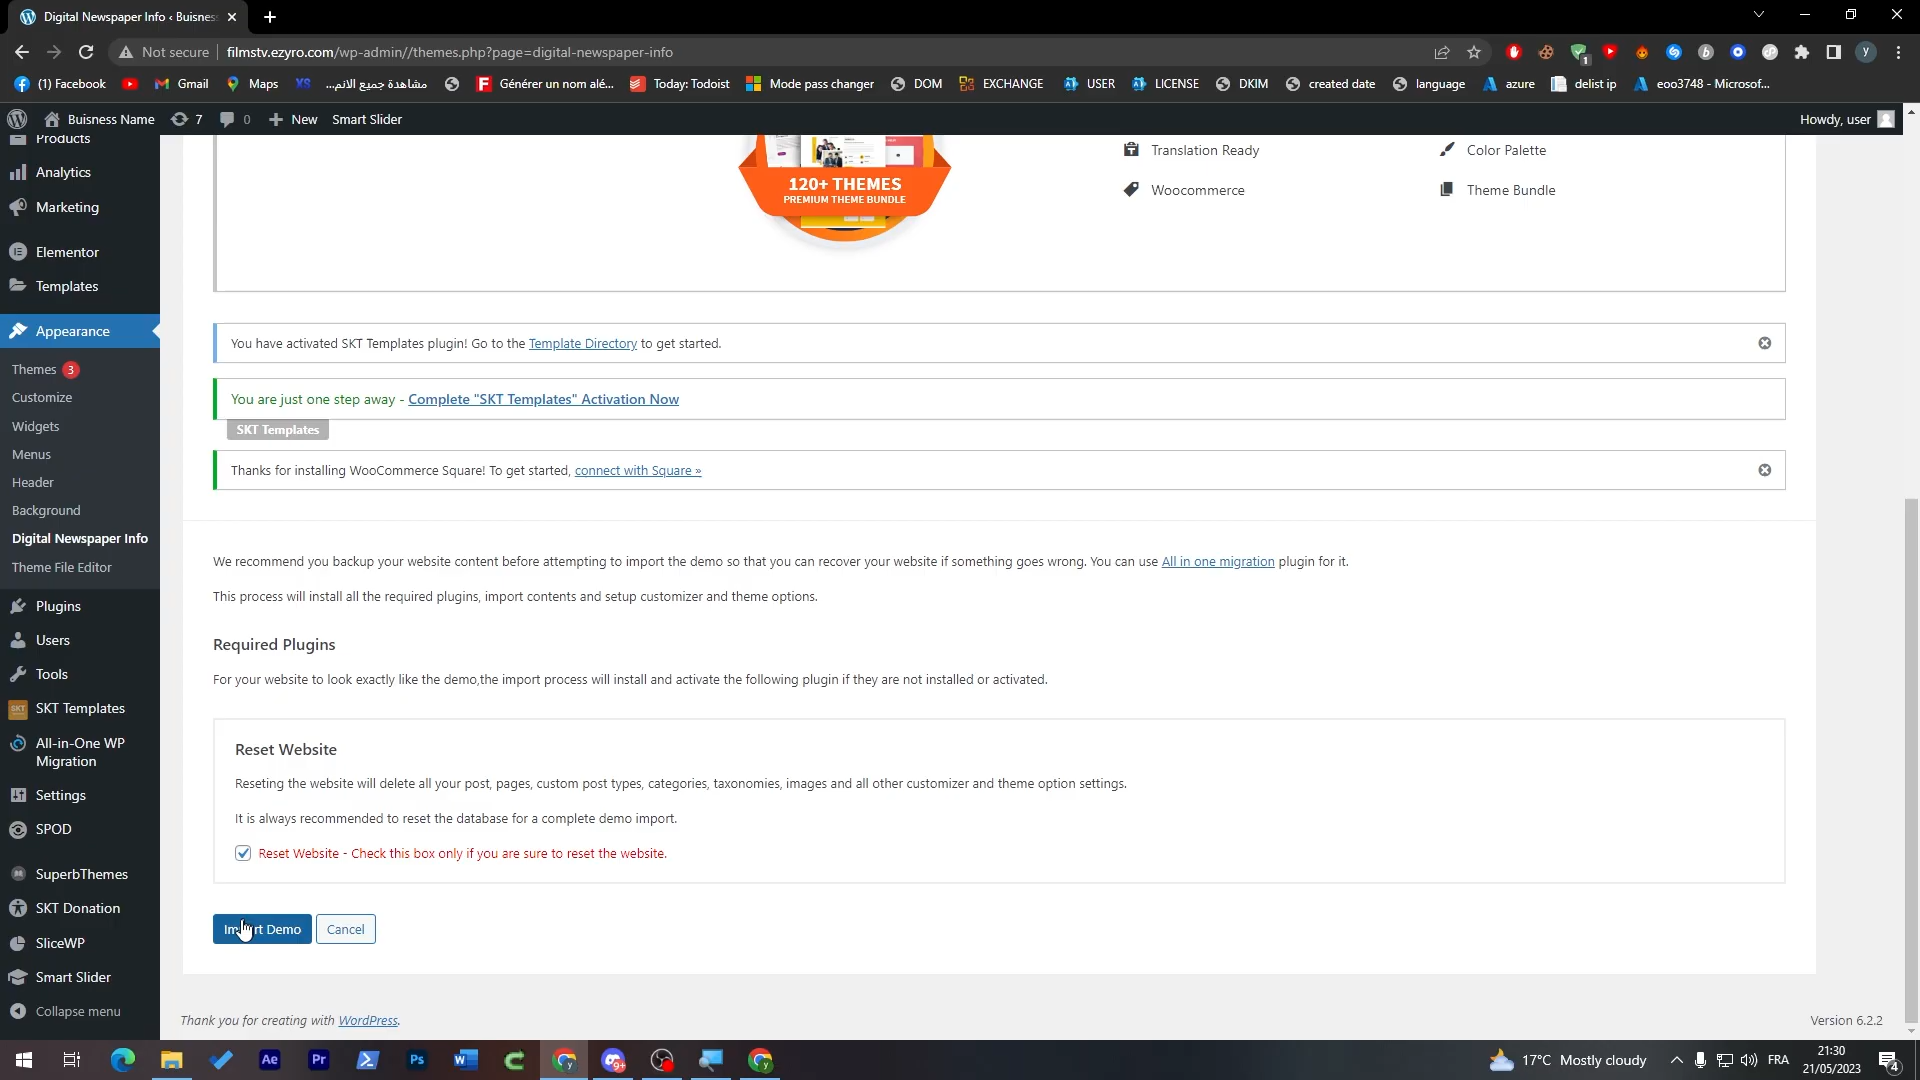 Digital Newspaper Info ‹ Buisness
Not secure
filmstv.ezyro.com/wp-admin//themes.php?page=digital-newspaper-info
1
y
(1) Facebook
Gmail
Maps
مشاهدة جميع الانم...
Générer un nom alé...
Today: Todoist
Mode pass changer
DOM
EXCHANGE
USER
LICENSE
DKIM
created date
language
azure
delist ip
eoo3748 - Microsof...
Buisness Name
7
0
New
Smart Slider
Howdy, user
Products
Analytics
Marketing
Elementor
Templates
Appearance
Themes 3
Customize
Widgets
Menus
Header
Background
Digital Newspaper Info
Theme File Editor
Plugins
Users
Tools
SKT Templates
All-in-One WP
Migration
Settings
SPOD
SuperbThemes
SKT Donation
SliceWP
Smart Slider
Collapse menu
120+ THEMES
PREMIUM THEME BUNDLE
Translation Ready
Color Palette
Woocommerce
Theme Bundle
You have activated SKT Templates plugin! Go to the Template Directory to get started.
You are just one step away - Complete "SKT Templates" Activation Now
SKT Templates
Thanks for installing WooCommerce Square! To get started, connect with Square »
We recommend you backup your website content before attempting to import the demo so that you can recover your website if something goes wrong. You can use All in one migration plugin for it.
This process will install all the required plugins, import contents and setup customizer and theme options.
Required Plugins
For your website to look exactly like the demo,the import process will install and activate the following plugin if they are not installed or activated.
Reset Website
Reseting the website will delete all your post, pages, custom post types, categories, taxonomies, images and all other customizer and theme option settings.
It is always recommended to reset the database for a complete demo import.
Reset Website - Check this box only if you are sure to reset the website.
Import Demo
Cancel
Thank you for creating with WordPress.
Version 6.2.2
Ae
Pr
Ps
9+
17°C Mostly cloudy
FRA
21:30
21/05/2023
4